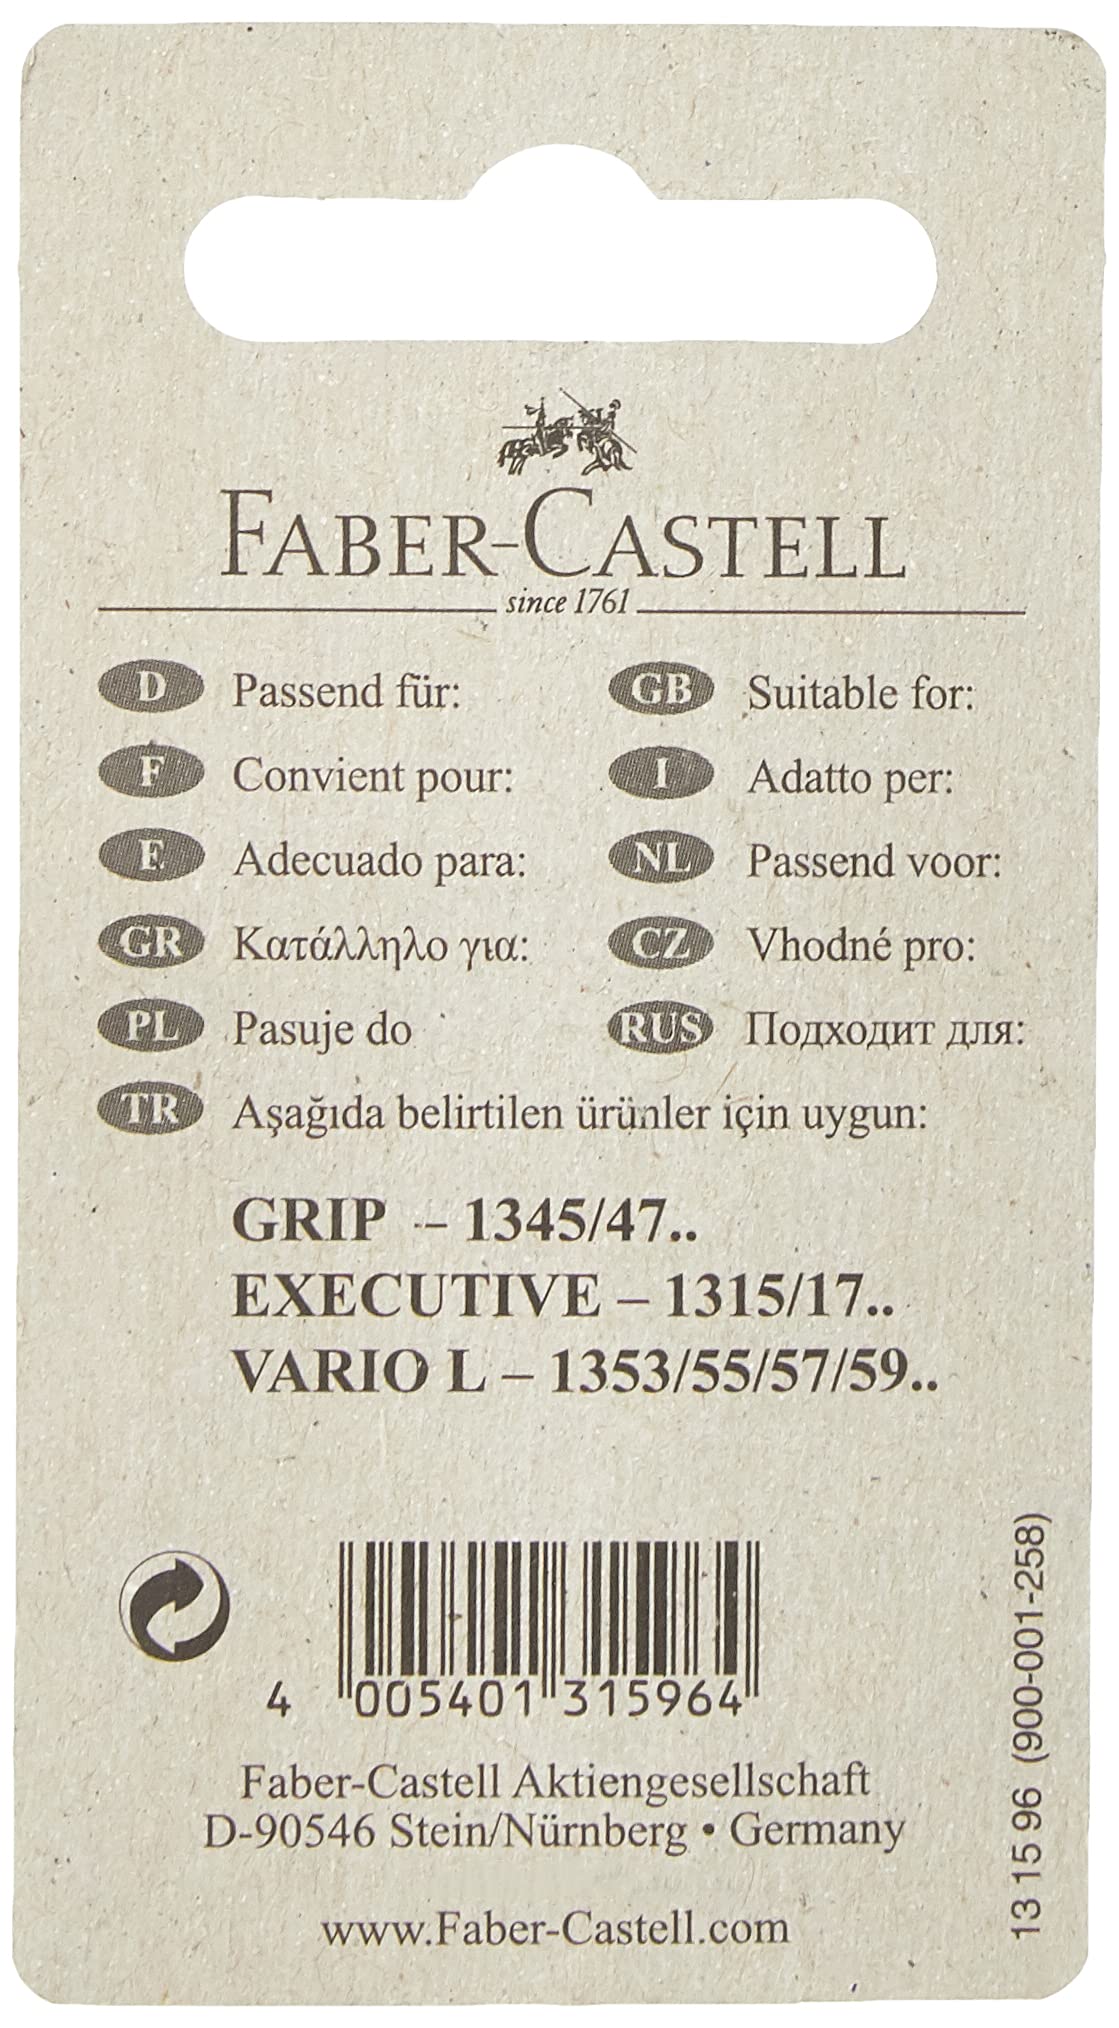 FABER-CASTELL
since 1761
D Passend für:
GB Suitable for:
F Convient pour:
I Adatto per:
E Adecuado para:
NL Passend voor:
GR Κατάλληλο για:
CZ Vhodné pro:
PL Pasuje do
RUS Подходит для:
TR Aşağıda belirtilen ürünler için uygun:
GRIP – 1345/47..
EXECUTIVE – 1315/17..
VARIO L – 1353/55/57/59..
4 005401 315964
Faber-Castell Aktiengesellschaft
D-90546 Stein/Nürnberg • Germany
www.Faber-Castell.com
13 15 96 (900-001-258)